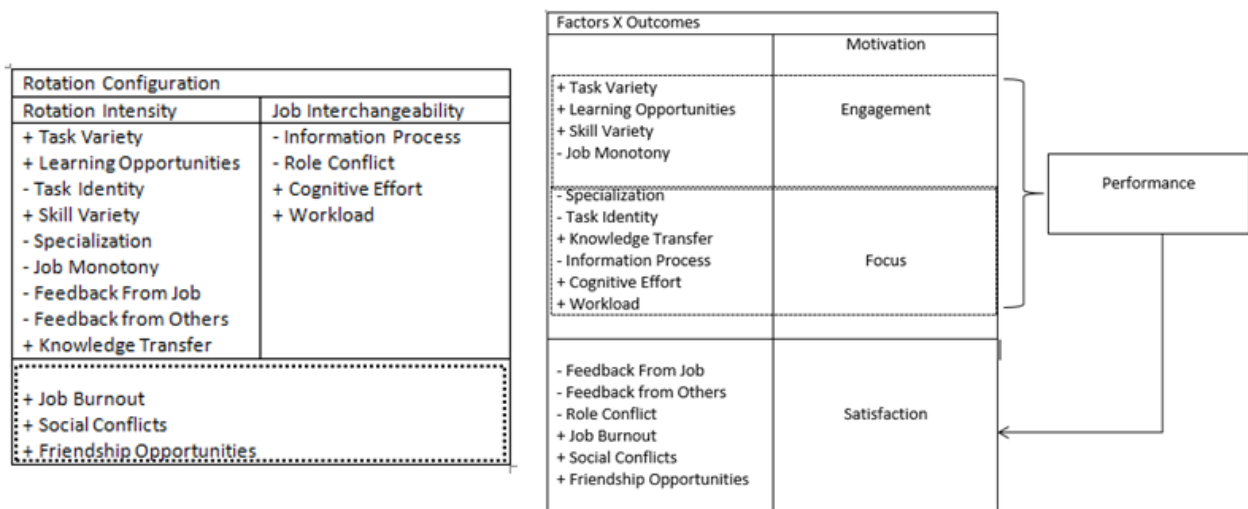 Rotation Configuration
Rotation Intensity
+ Task Variety
+ Learning Opportunities
- Task Identity
+ Skill Variety
- Specialization
- Job Monotony
- Feedback From Job
- Feedback from Others
+ Knowledge Transfer
Job Interchangeability
- Information Process
- Role Conflict
+ Cognitive Effort
+ Workload
+ Job Burnout
+ Social Conflicts
+ Friendship Opportunities
Factors X Outcomes
Motivation
+ Task Variety
+ Learning Opportunities
+ Skill Variety
- Job Monotony
Engagement
- Specialization
- Task Identity
+ Knowledge Transfer
- Information Process
+ Cognitive Effort
+ Workload
Focus
- Feedback From Job
- Feedback from Others
- Role Conflict
+ Job Burnout
+ Social Conflicts
+ Friendship Opportunities
Satisfaction
Performance